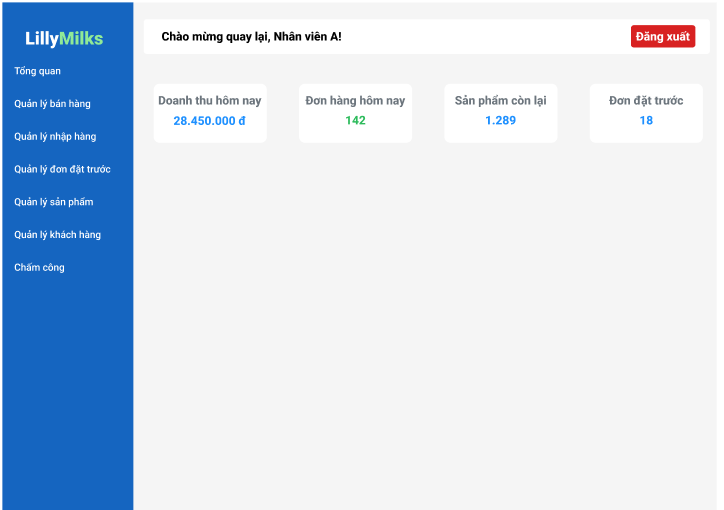 LillyMilks
Tổng quan
Quản lý bán hàng
Quản lý nhập hàng
Quản lý đơn đặt trước
Quản lý sản phẩm
Quản lý khách hàng
Chấm công
Chào mừng quay lại, Nhân viên A!
Đăng xuất
Doanh thu hôm nay
28.450.000 đ
Đơn hàng hôm nay
142
Sản phẩm còn lại
1.289
Đơn đặt trước
18